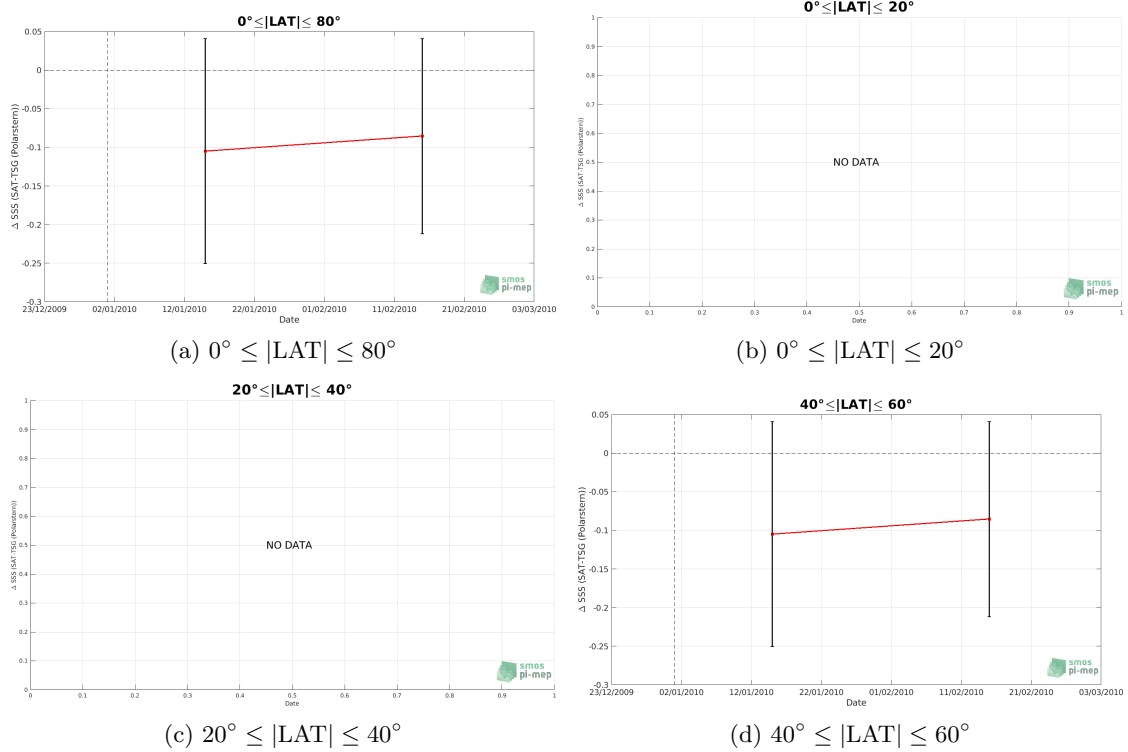 0°≤|LAT|≤ 80°
0.05
0
-0.05
-0.1
-0.15
-0.2
-0.25
-0.3
Δ SSS (SAT-TSG (Polarstern))
23/12/2009 02/01/2010 12/01/2010 22/01/2010 01/02/2010 11/02/2010 21/02/2010 03/03/2010
Date
smos
pi-mep
(a) 0° ≤ |LAT| ≤ 80°
0°≤|LAT|≤ 20°
1
0.9
0.8
0.7
0.6
0.5
0.4
0.3
0.2
0.1
0
Δ SSS (SAT-TSG (Polarstern))
NO DATA
0 0.1 0.2 0.3 0.4 0.5 0.6 0.7 0.8 0.9 1
Date
smos
pi-mep
(b) 0° ≤ |LAT| ≤ 20°
20°≤|LAT|≤ 40°
1
0.9
0.8
0.7
0.6
0.5
0.4
0.3
0.2
0.1
0
Δ SSS (SAT-TSG (Polarstern))
NO DATA
0 0.1 0.2 0.3 0.4 0.5 0.6 0.7 0.8 0.9 1
Date
smos
pi-mep
(c) 20° ≤ |LAT| ≤ 40°
40°≤|LAT|≤ 60°
0.05
0
-0.05
-0.1
-0.15
-0.2
-0.25
-0.3
Δ SSS (SAT-TSG (Polarstern))
23/12/2009 02/01/2010 12/01/2010 22/01/2010 01/02/2010 11/02/2010 21/02/2010 03/03/2010
Date
smos
pi-mep
(d) 40° ≤ |LAT| ≤ 60°